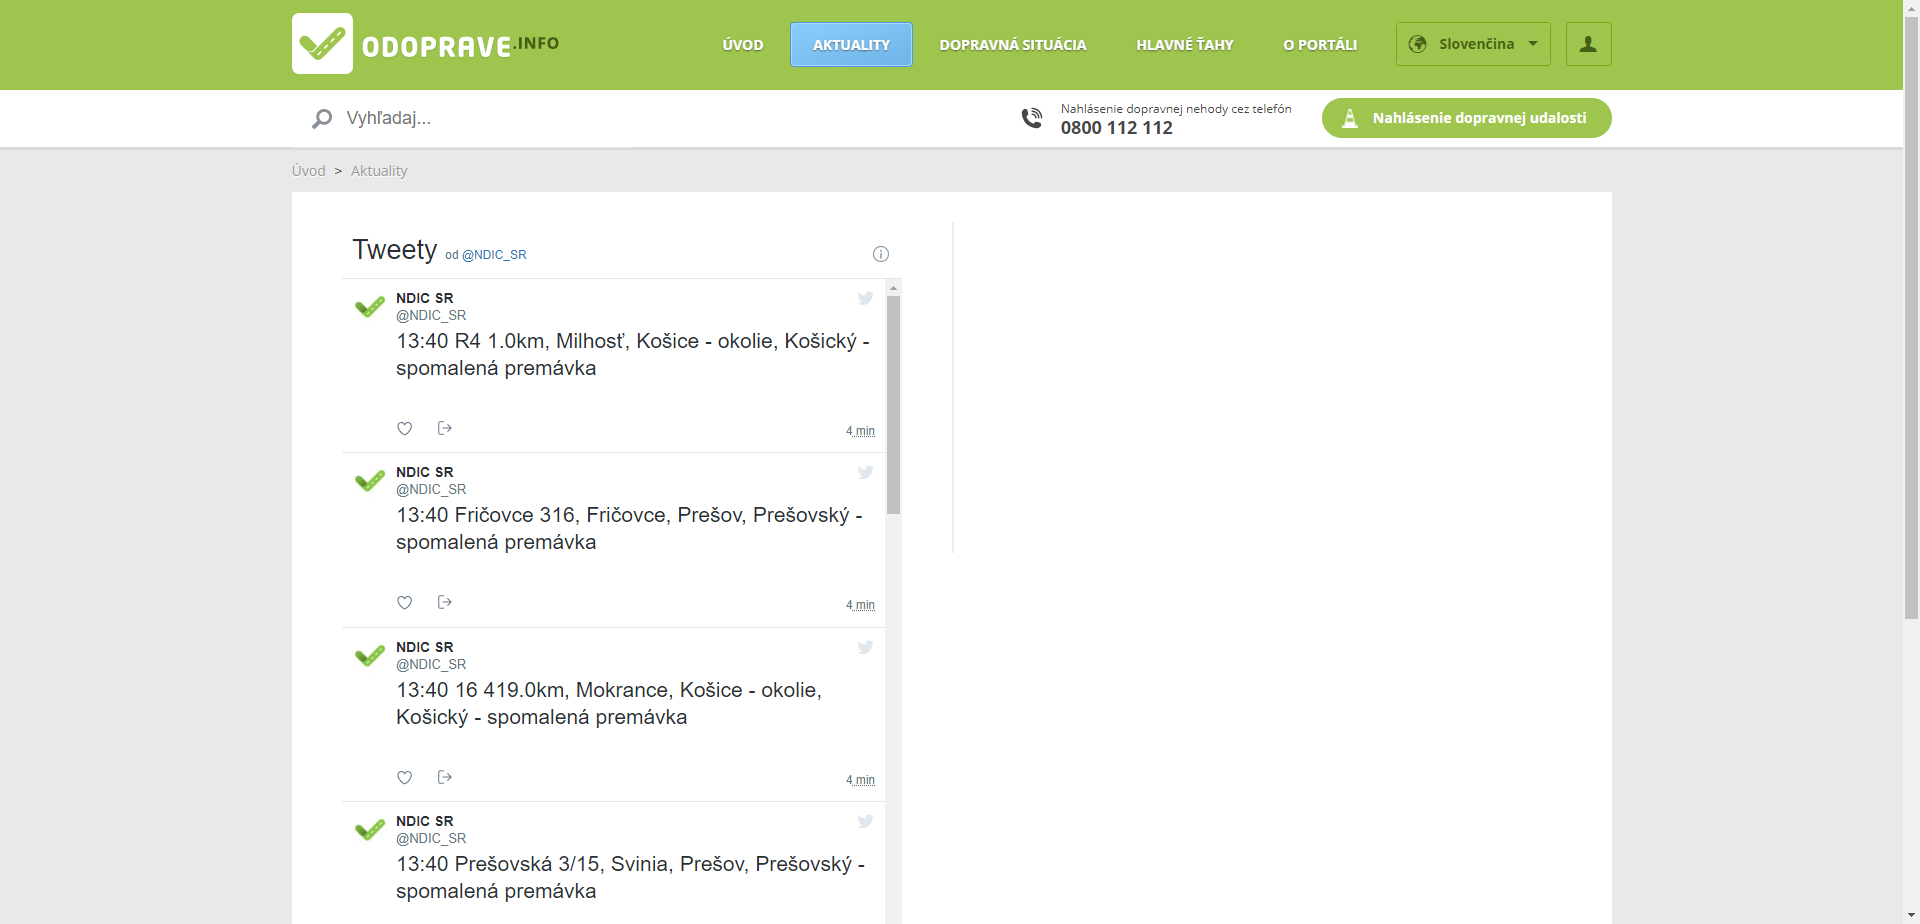 ODOPRAVE.INFO
ÚVOD
AKTUALITY
DOPRAVNÁ SITUÁCIA
HLAVNÉ ŤAHY
O PORTÁLI
Slovenčina
Vyhľadaj...
Nahlásenie dopravnej nehody cez telefón
0800 112 112
Nahlásenie dopravnej udalosti
Úvod > Aktuality
Tweety od @NDIC_SR
NDIC SR
@NDIC_SR
13:40 R4 1.0km, Milhosť, Košice - okolie, Košický -
spomalená premávka
4 min
NDIC SR
@NDIC_SR
13:40 Fričovce 316, Fričovce, Prešov, Prešovský -
spomalená premávka
4 min
NDIC SR
@NDIC_SR
13:40 16 419.0km, Mokrance, Košice - okolie,
Košický - spomalená premávka
4 min
NDIC SR
@NDIC_SR
13:40 Prešovská 3/15, Svinia, Prešov, Prešovský -
spomalená premávka